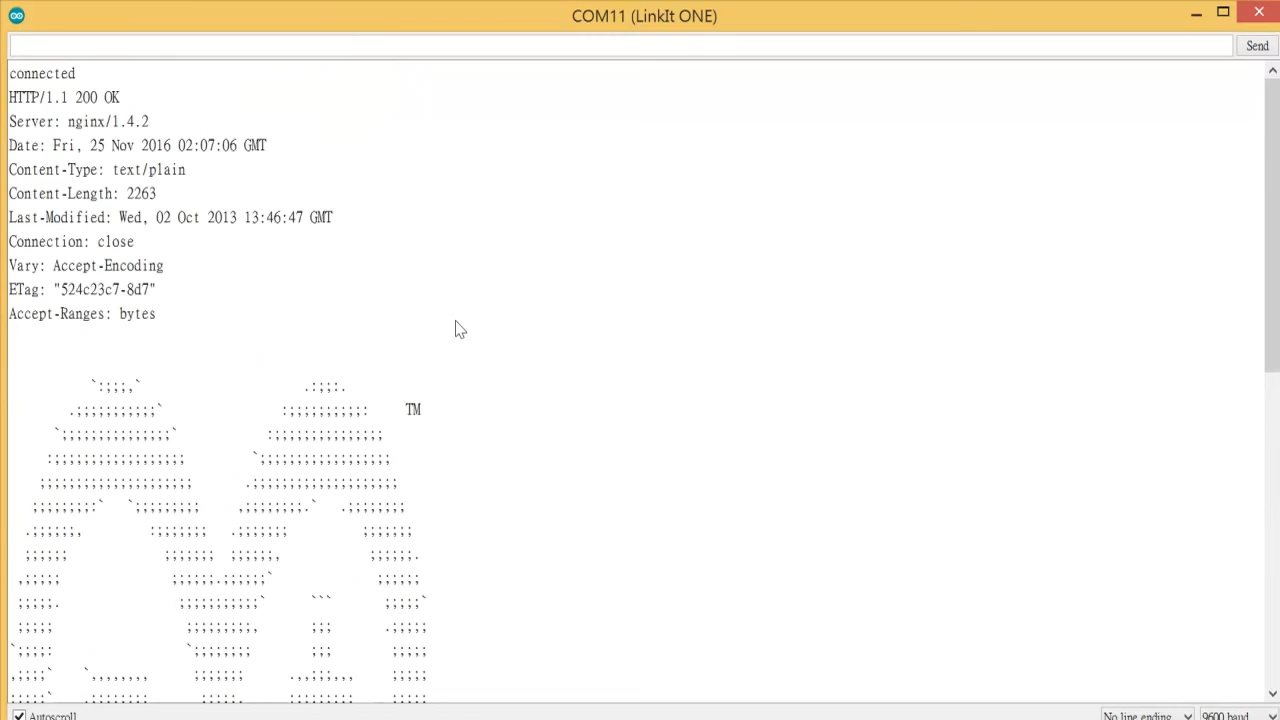 COM11 (LinkIt ONE)
Send
connected
HTTP/1.1 200 OK
Server: nginx/1.4.2
Date: Fri, 25 Nov 2016 02:07:06 GMT
Content-Type: text/plain
Content-Length: 2263
Last-Modified: Wed, 02 Oct 2013 13:46:47 GMT
Connection: close
Vary: Accept-Encoding
ETag: "524c23c7-8d7"
Accept-Ranges: bytes
TM
Autoscroll
No line ending
9600 baud